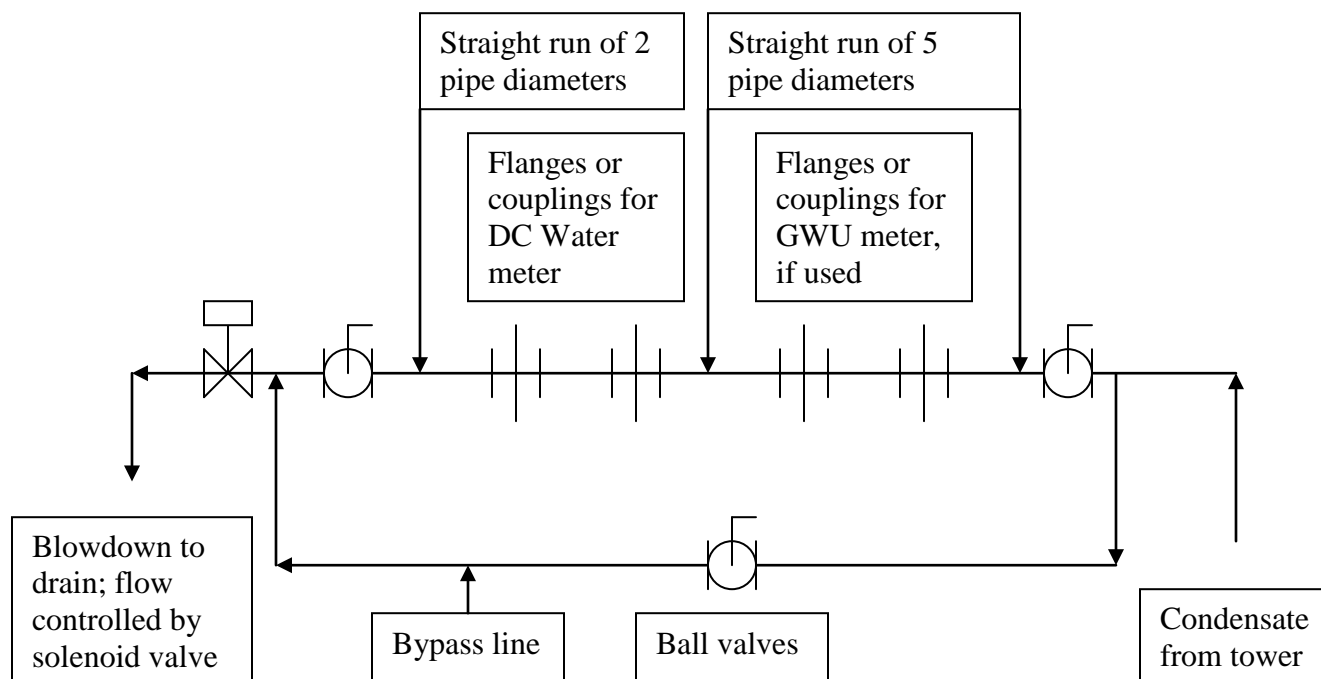 Straight run of 2
pipe diameters
Straight run of 5
pipe diameters
Flanges or
couplings for
DC Water
meter
Flanges or
couplings for
GWU meter,
if used
Blowdown to
drain; flow
controlled by
solenoid valve
Bypass line
Ball valves
Condensate
from tower